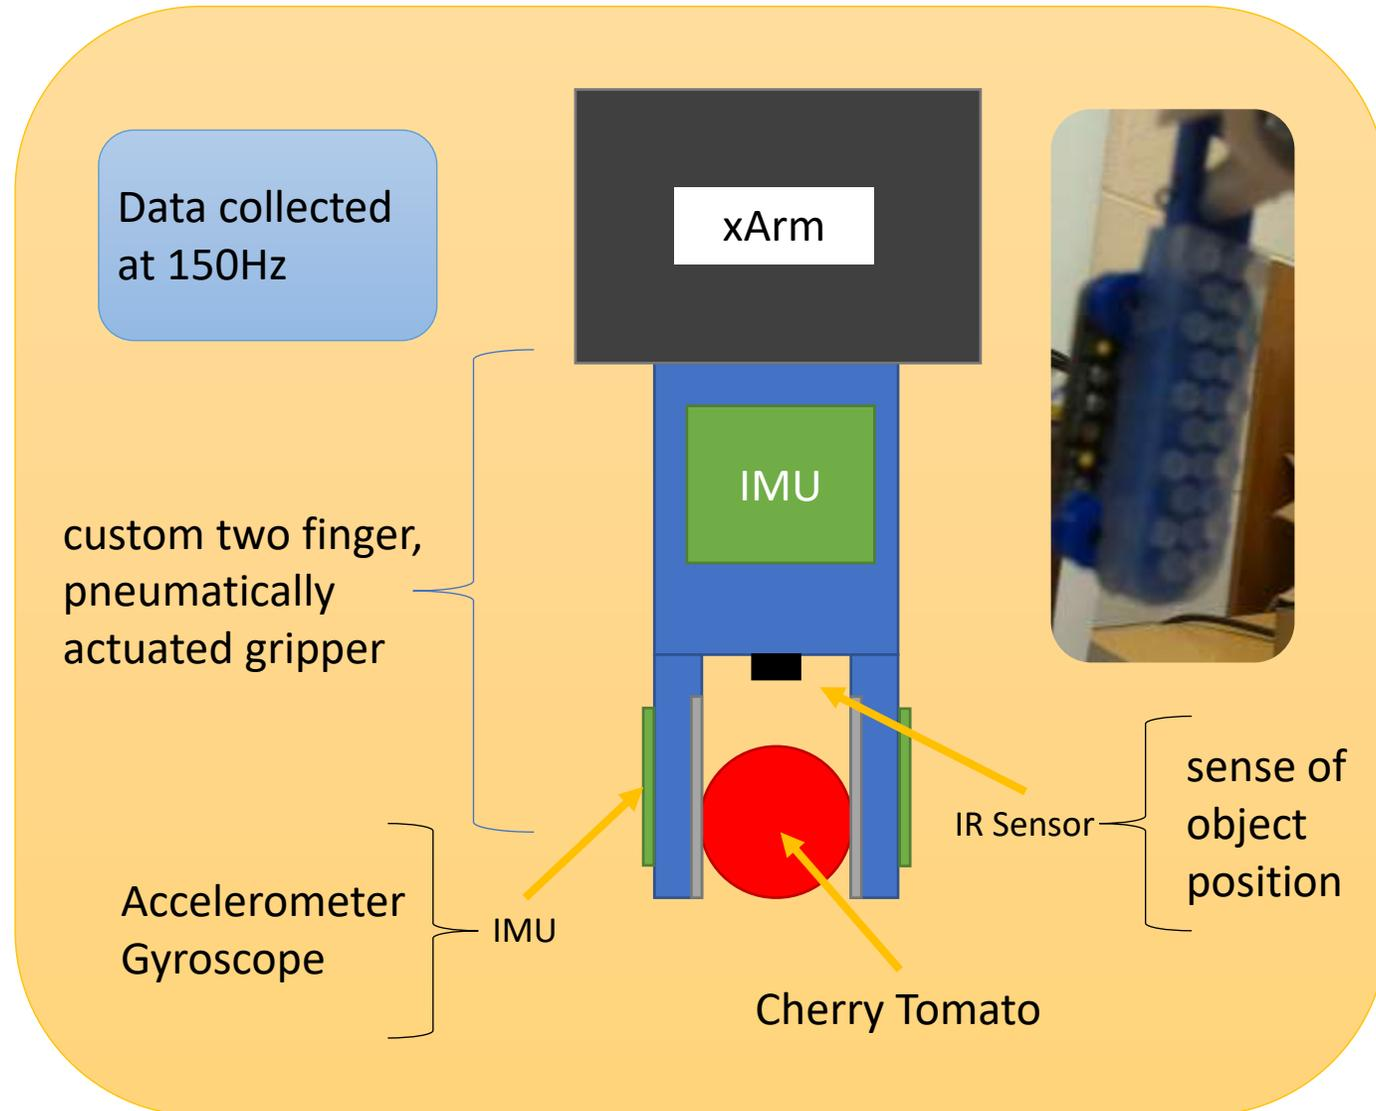 Data collected
at 150Hz
xArm
IMU
custom two finger,
pneumatically
actuated gripper
sense of
object
position
IR Sensor
Accelerometer
Gyroscope
IMU
Cherry Tomato